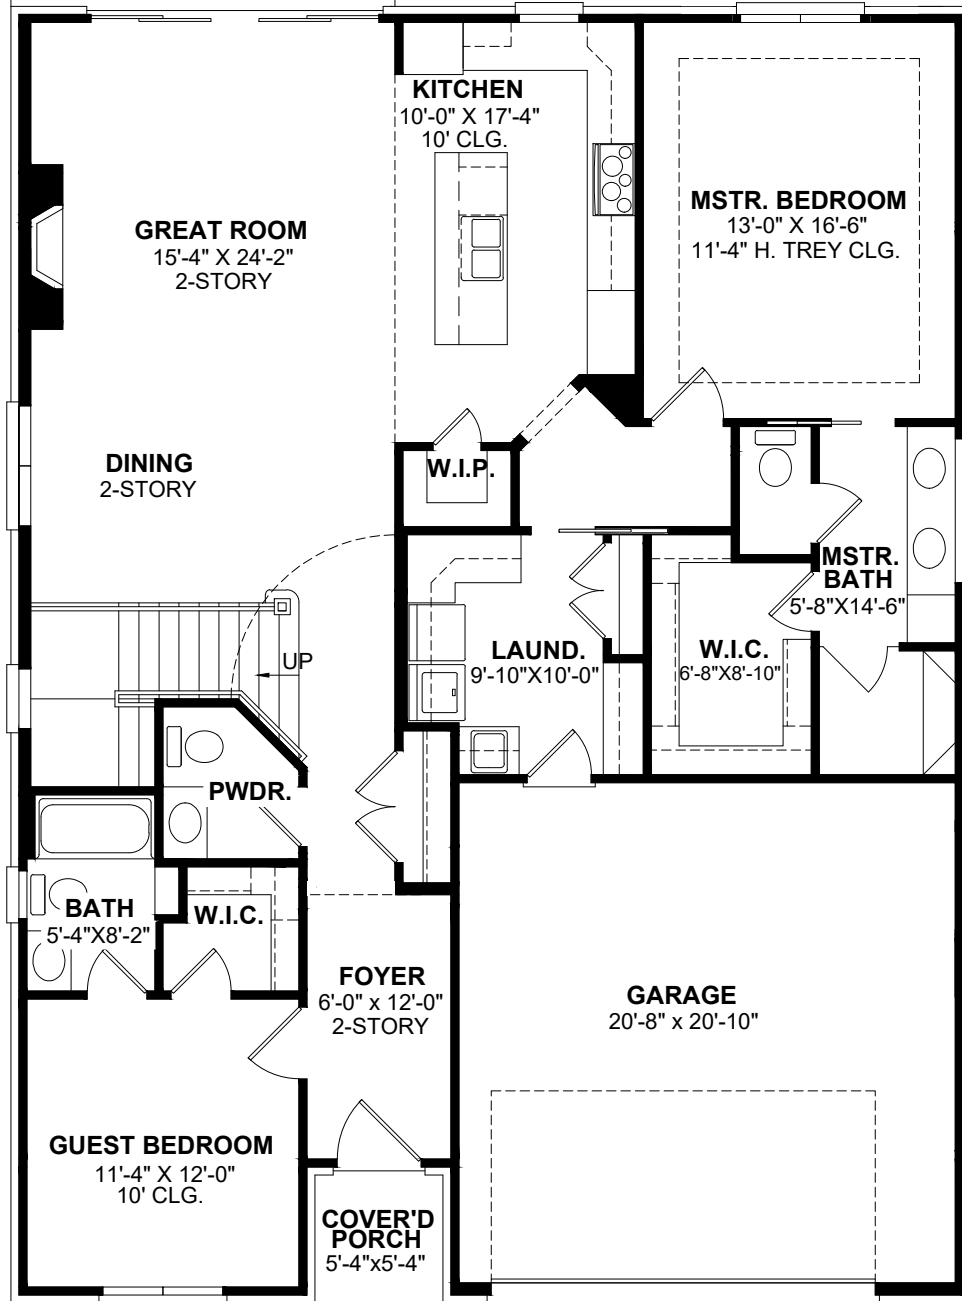 KITCHEN
10'-0" X 17'-4"
10' CLG.
MSTR. BEDROOM
13'-0" X 16'-6"
11'-4" H. TREY CLG.
GREAT ROOM
15'-4" X 24'-2"
2-STORY
DINING
2-STORY
W.I.P.
MSTR.
BATH
5'-8"X14'-6"
UP
LAUND.
9'-10"X10'-0"
W.I.C.
6'-8"X8'-10"
PWDR.
BATH
5'-4"X8'-2"
W.I.C.
FOYER
6'-0" x 12'-0"
2-STORY
GARAGE
20'-8" x 20'-10"
GUEST BEDROOM
11'-4" X 12'-0"
10' CLG.
COVER'D
PORCH
5'-4"x5'-4"